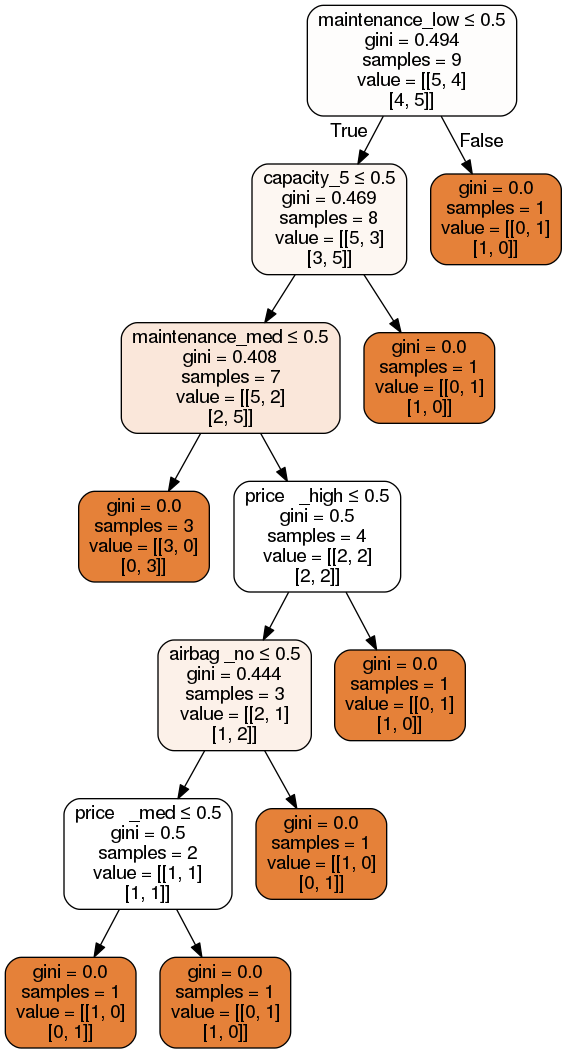 maintenance_low ≤ 0.5
gini = 0.494
samples = 9
value = [[5, 4]
[4, 5]]
True
False
capacity_5 ≤ 0.5
gini = 0.469
samples = 8
value = [[5, 3]
[3, 5]]
gini = 0.0
samples = 1
value = [[0, 1]
[1, 0]]
maintenance_med ≤ 0.5
gini = 0.408
samples = 7
value = [[5, 2]
[2, 5]]
gini = 0.0
samples = 1
value = [[0, 1]
[1, 0]]
gini = 0.0
samples = 3
value = [[3, 0]
[0, 3]]
price   _high ≤ 0.5
gini = 0.5
samples = 4
value = [[2, 2]
[2, 2]]
airbag _no ≤ 0.5
gini = 0.444
samples = 3
value = [[2, 1]
[1, 2]]
gini = 0.0
samples = 1
value = [[0, 1]
[1, 0]]
price   _med ≤ 0.5
gini = 0.5
samples = 2
value = [[1, 1]
[1, 1]]
gini = 0.0
samples = 1
value = [[1, 0]
[0, 1]]
gini = 0.0
samples = 1
value = [[1, 0]
[0, 1]]
gini = 0.0
samples = 1
value = [[0, 1]
[1, 0]]